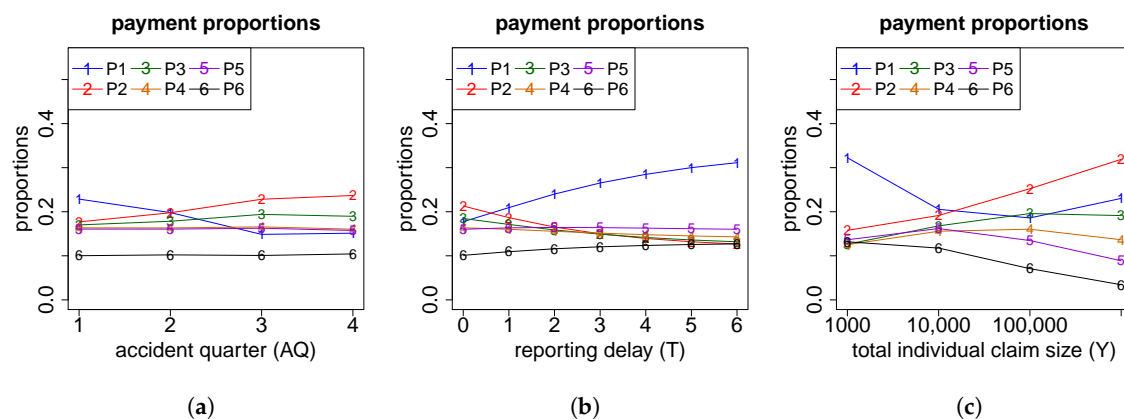 payment proportions
1 P1 3 P3 5 P5
2 P2 4 P4 6 P6
proportions
0.0 0.2 0.4
1 2 3 4
accident quarter (AQ)
(a)
payment proportions
1 P1 3 P3 5 P5
2 P2 4 P4 6 P6
proportions
0.0 0.2 0.4
0 1 2 3 4 5 6
reporting delay (T)
(b)
payment proportions
1 P1 3 P3 5 P5
2 P2 4 P4 6 P6
proportions
0.0 0.2 0.4
1000 10,000 100,000
total individual claim size (Y)
(c)